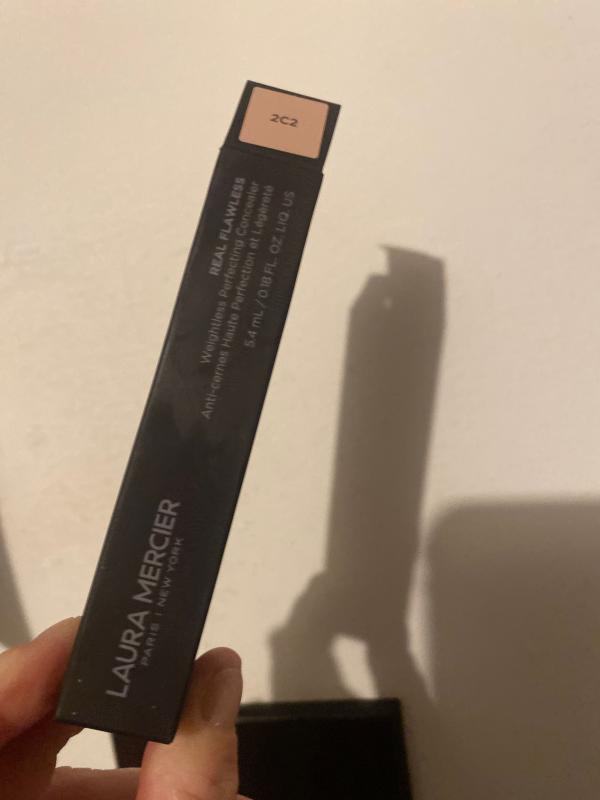 2C2
REAL FLAWLESS
Weightless Perfecting Concealer
Anti-cernes Haute Perfection et Légèreté
5.4 mL / 0.18 FL. OZ. LIQ. US
LAURA MERCIER
PARIS | NEW YORK